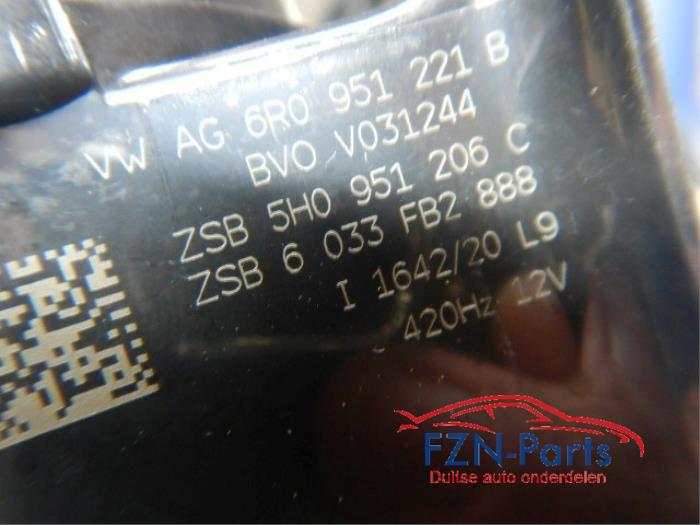 VW AG 6R0 951 221 B
BVO V031244
ZSB 5H0 951 206 C
ZSB 6 033 FB2 888
I 1642/20 L9
420Hz 12V
FZN-Parts
Duitse auto onderdelen